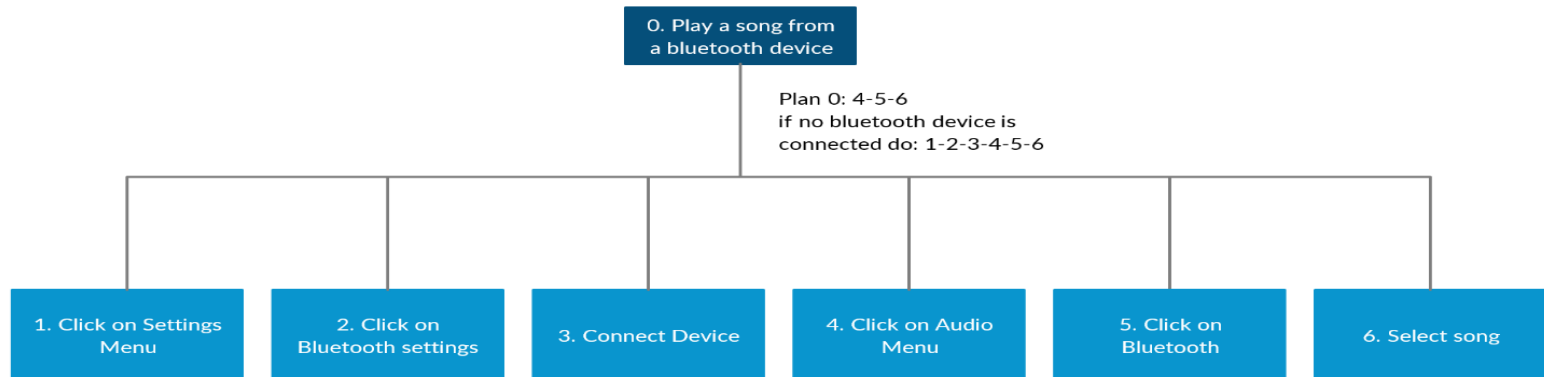 0. Play a song from
a bluetooth device
Plan 0: 4-5-6
if no bluetooth device is
connected do: 1-2-3-4-5-6
1. Click on Settings
Menu
2. Click on
Bluetooth settings
3. Connect Device
4. Click on Audio
Menu
5. Click on
Bluetooth
6. Select song